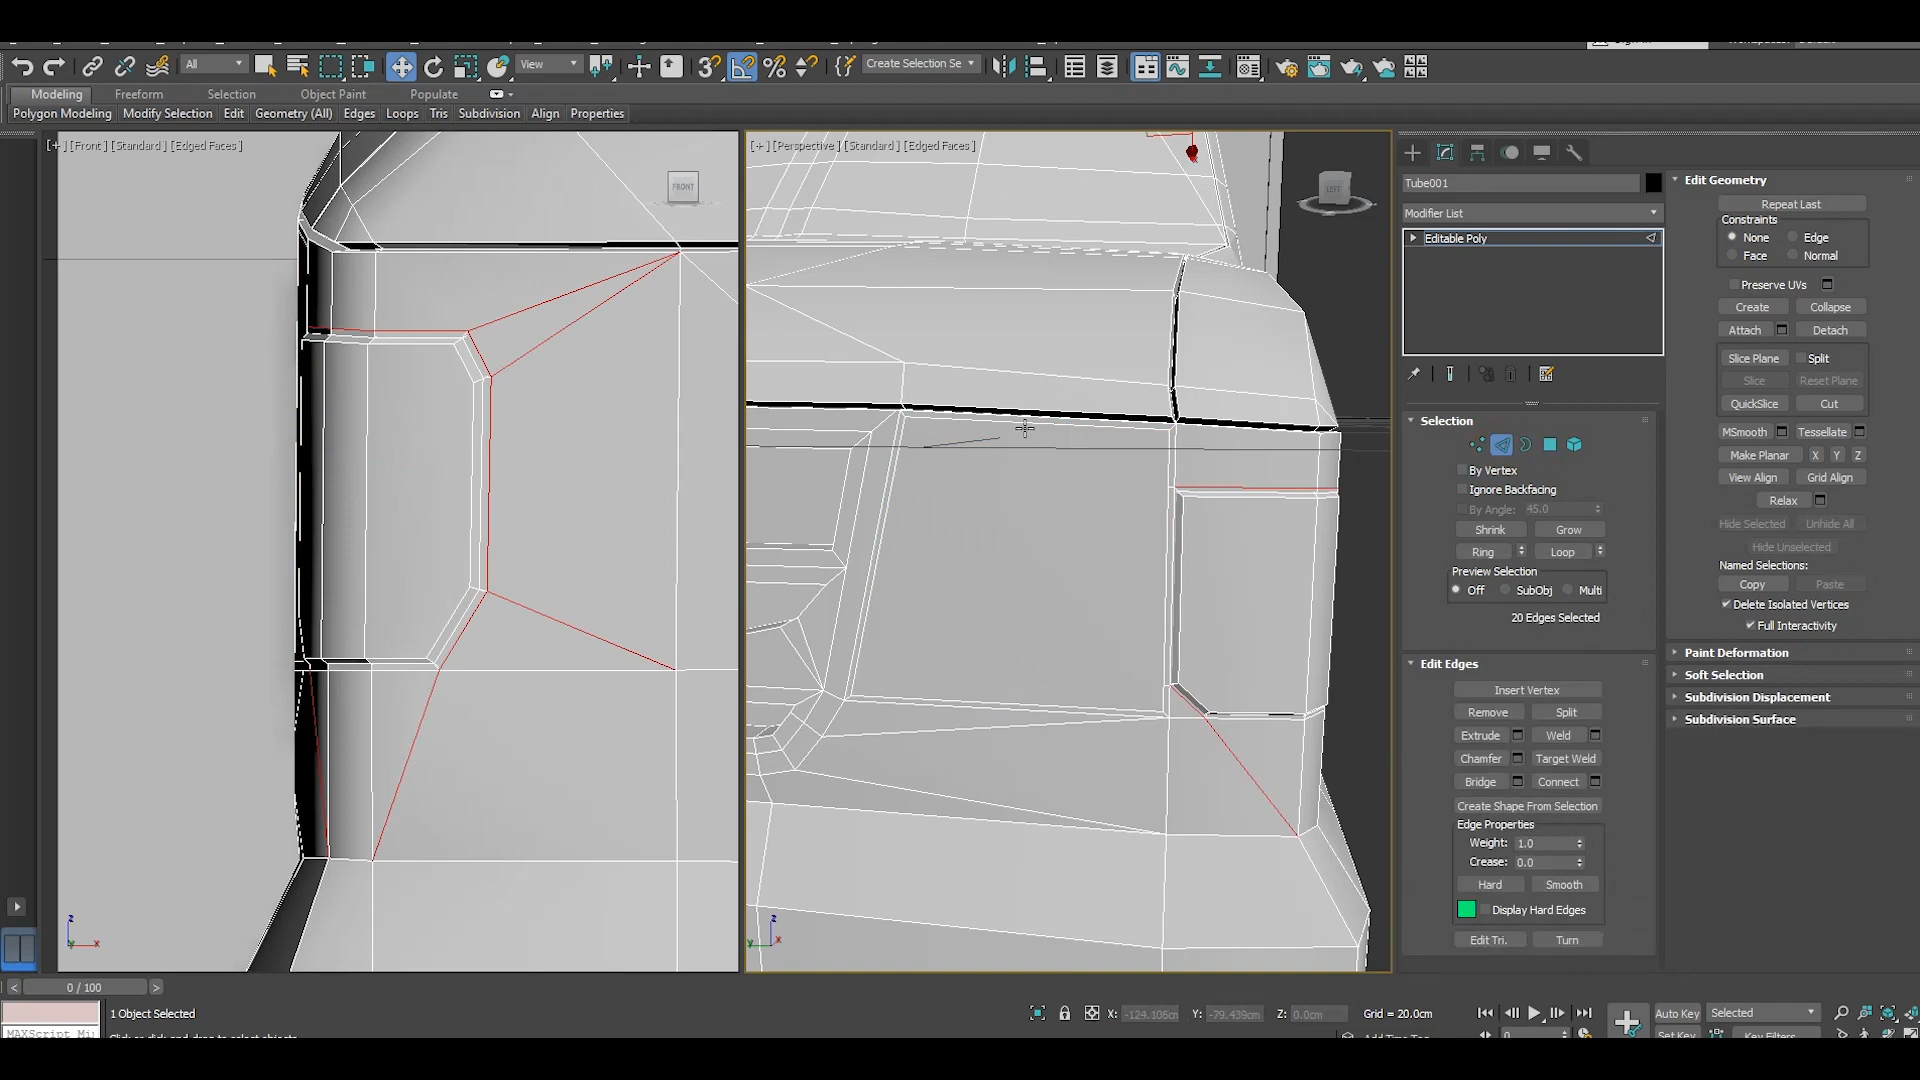 All
View
Create Selection Se
Modeling Freeform Selection Object Paint Populate
Polygon Modeling Modify Selection Edit Geometry (All) Edges Loops Tris Subdivision Align Properties
[+] [Front] [Standard] [Edged Faces]
FRONT
[+] [Perspective] [Standard] [Edged Faces]
LEFT
z
x
z
y
x
Tube001
Modifier List
Editable Poly
Selection
By Vertex
Ignore Backfacing
By Angle: 45.0
Shrink Grow
Ring Loop
Preview Selection
Off SubObj Multi
20 Edges Selected
Edit Edges
Insert Vertex
Remove Split
Extrude Weld
Chamfer Target Weld
Bridge Connect
Create Shape From Selection
Edge Properties
Weight: 1.0
Crease: 0.0
Hard Smooth
Display Hard Edges
Edit Tri. Turn
Edit Geometry
Repeat Last
Constraints
None Edge
Face Normal
Preserve UVs
Create Collapse
Attach Detach
Slice Plane Split
Slice Reset Plane
QuickSlice Cut
MSmooth Tessellate
Make Planar X Y Z
View Align Grid Align
Relax
Hide Selected Unhide All
Hide Unselected
Named Selections:
Copy Paste
Delete Isolated Vertices
Full Interactivity
Paint Deformation
Soft Selection
Subdivision Displacement
Subdivision Surface
< 0 / 100 >
1 Object Selected
MAXScript Mi
X: -124.106cm Y: -79.439cm Z: 0.0cm Grid = 20.0cm
Auto Key Selected
Set Key Key Filters...
0